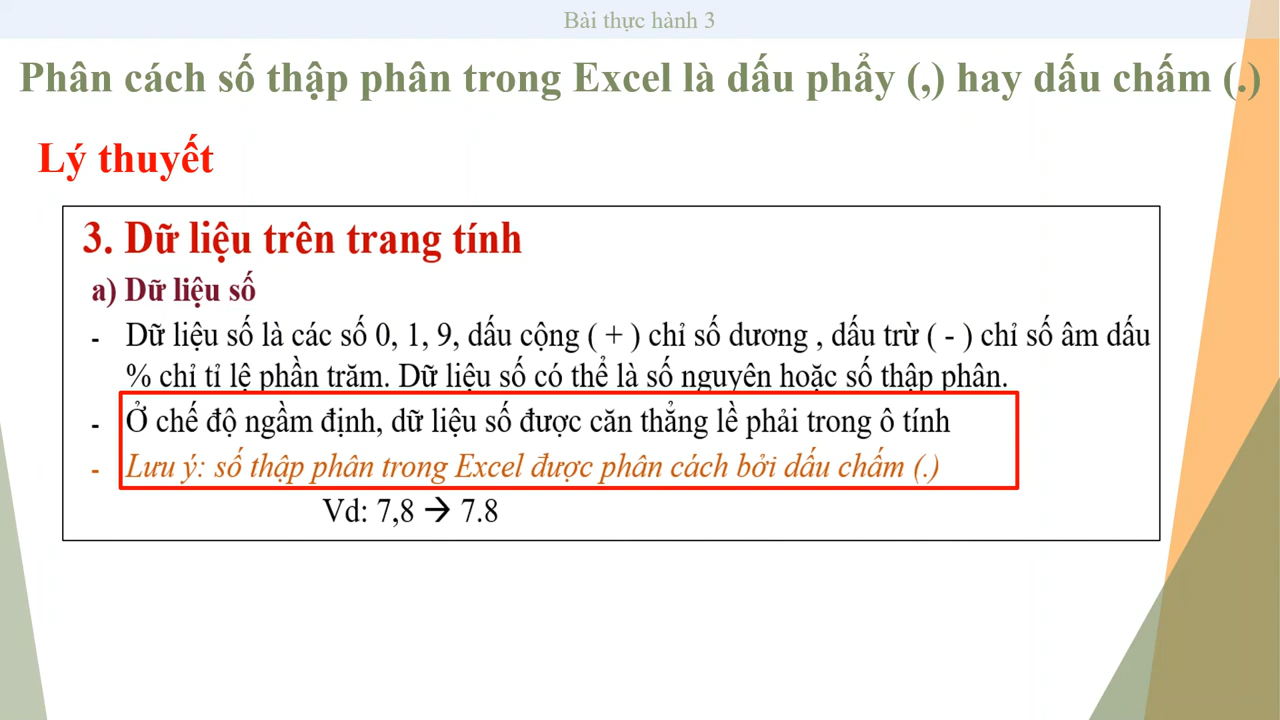 Bài thực hành 3
Phân cách số thập phân trong Excel là dấu phẩy (,) hay dấu chấm (.)
Lý thuyết
3. Dữ liệu trên trang tính
a) Dữ liệu số
- Dữ liệu số là các số 0, 1, 9, dấu cộng ( + ) chỉ số dương , dấu trừ ( - ) chỉ số âm dấu
% chỉ tỉ lệ phần trăm. Dữ liệu số có thể là số nguyên hoặc số thập phân.
- Ở chế độ ngầm định, dữ liệu số được căn thẳng lề phải trong ô tính
- Lưu ý: số thập phân trong Excel được phân cách bởi dấu chấm (.)
Vd: 7,8 → 7.8